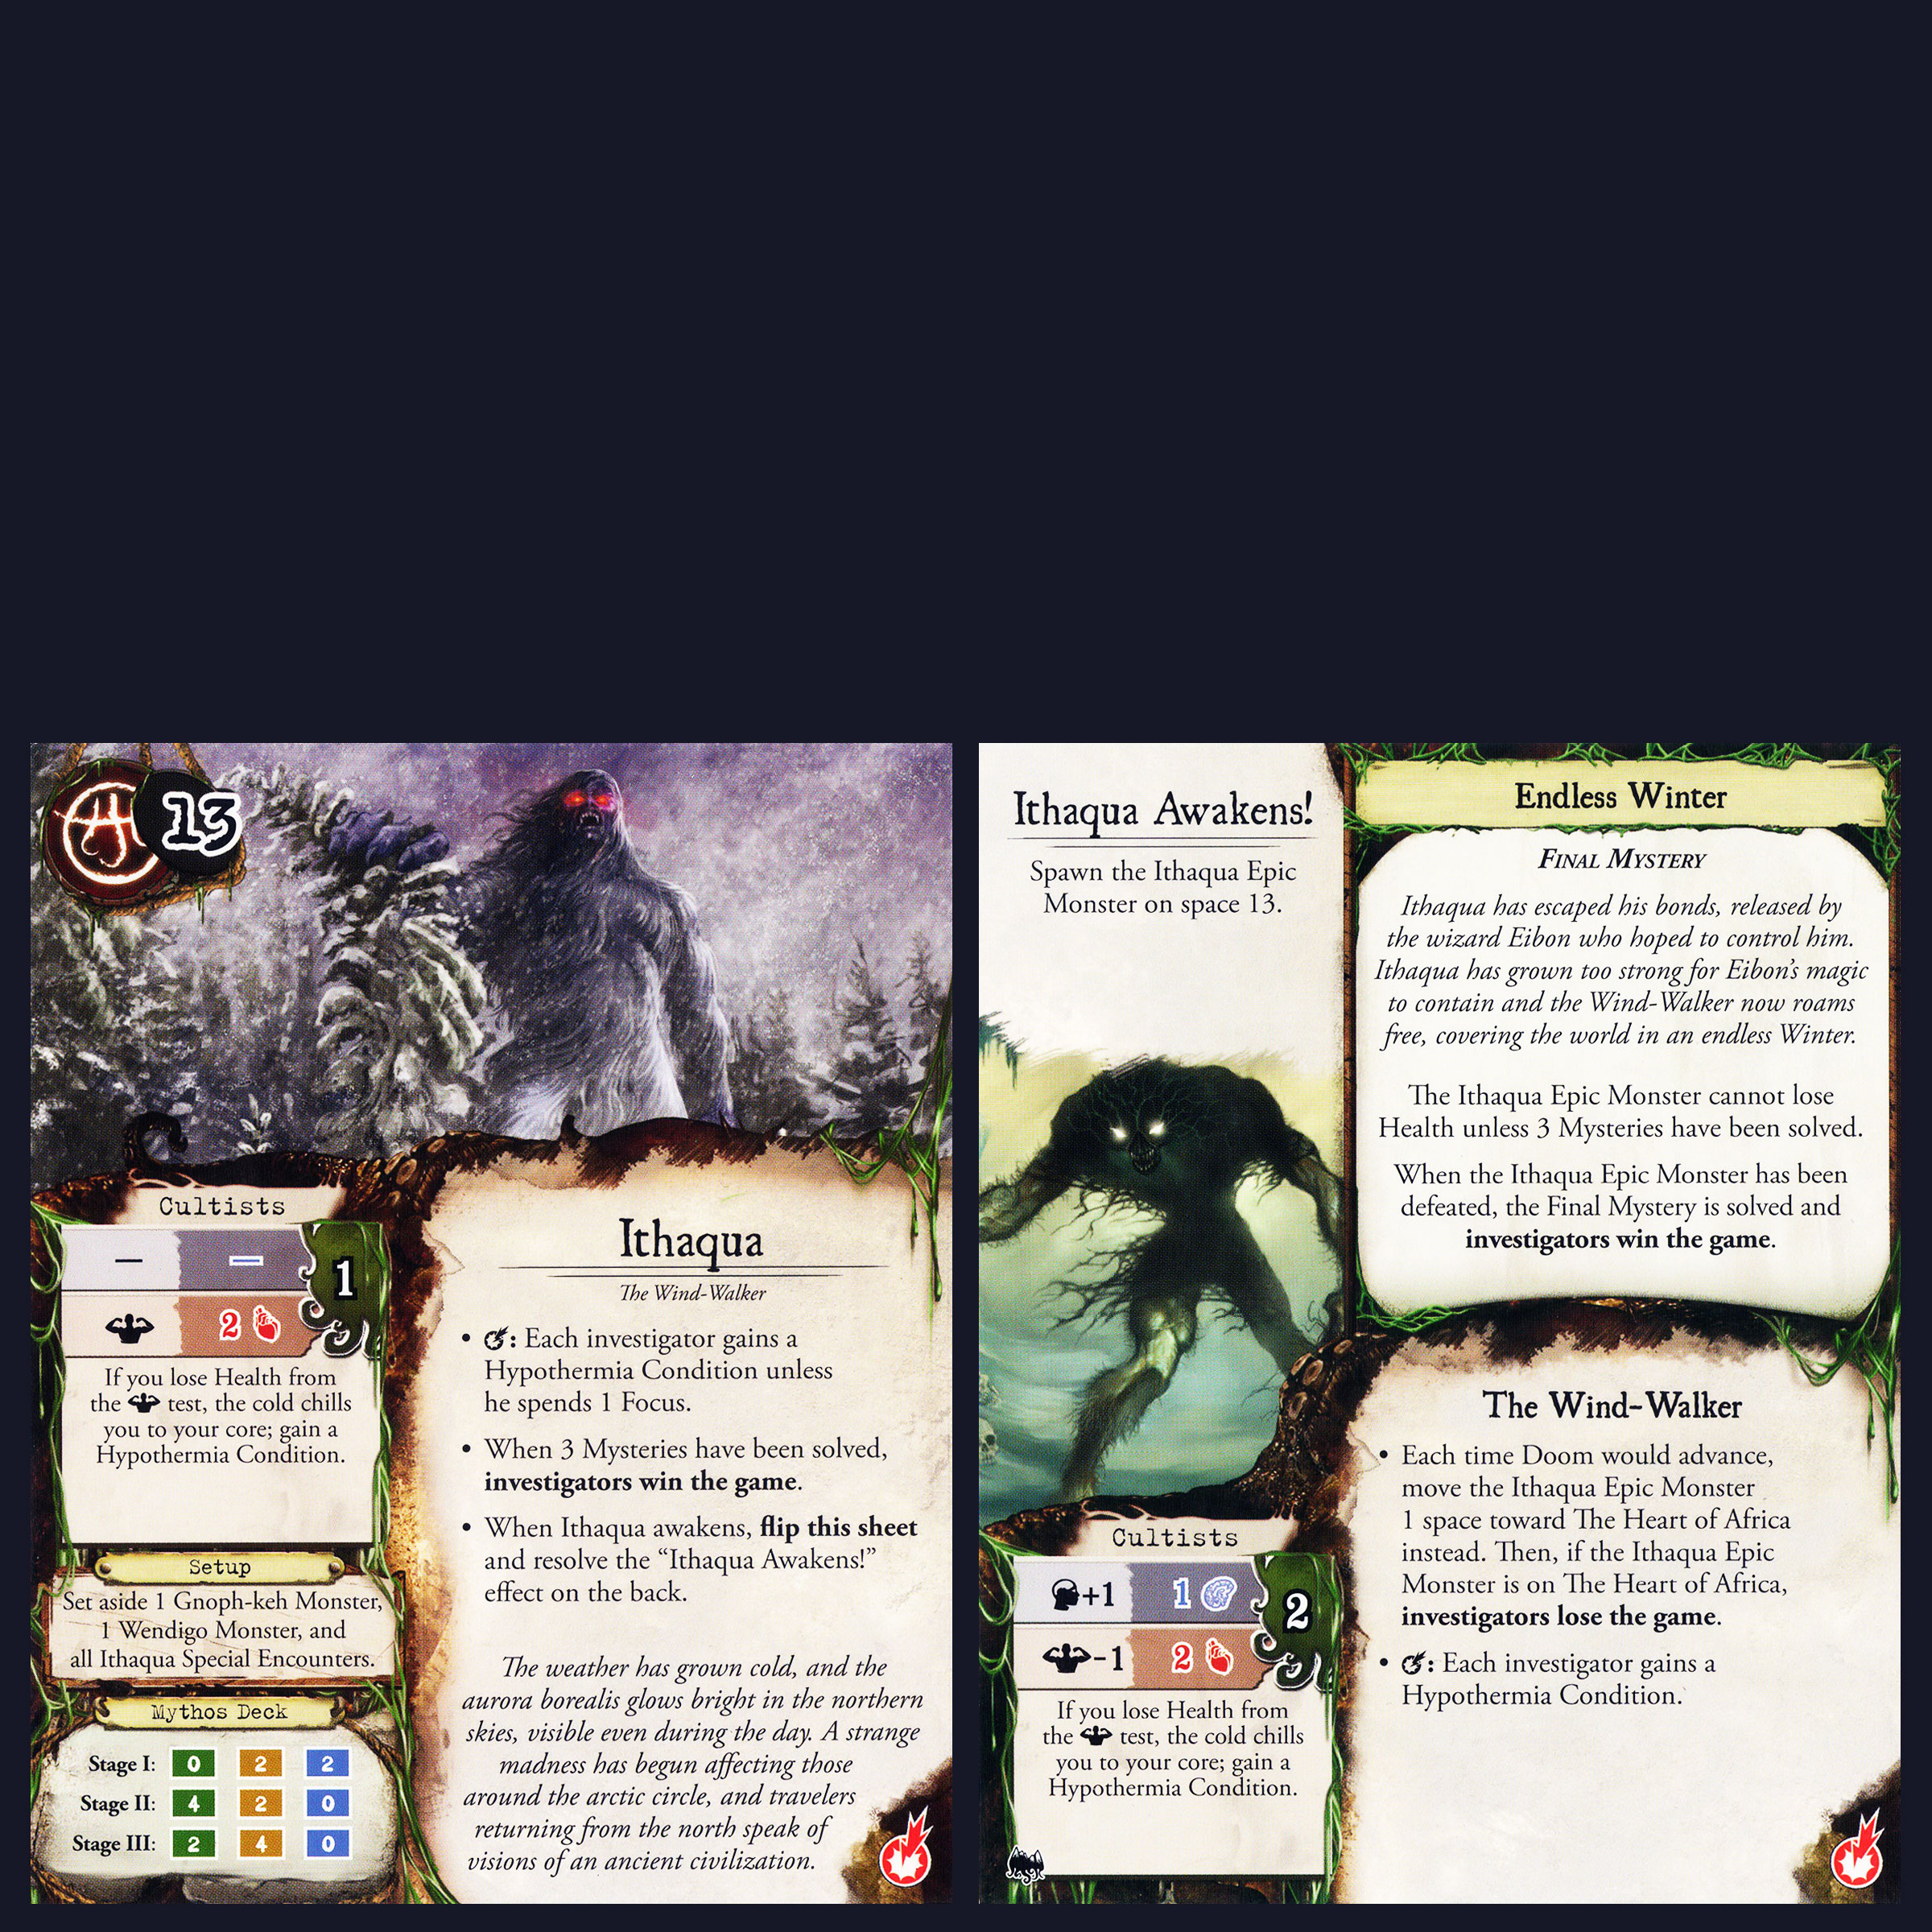 13
Cultists
— — 1
2
If you lose Health from
the test, the cold chills
you to your core; gain a
Hypothermia Condition.
Setup
Set aside 1 Gnoph-keh Monster,
1 Wendigo Monster, and
all Ithaqua Special Encounters.
Mythos Deck
Stage I: 0 2 2
Stage II: 4 2 0
Stage III: 2 4 0
Ithaqua
The Wind-Walker
• : Each investigator gains a
Hypothermia Condition unless
he spends 1 Focus.
• When 3 Mysteries have been solved,
investigators win the game.
• When Ithaqua awakens, flip this sheet
and resolve the “Ithaqua Awakens!”
effect on the back.
The weather has grown cold, and the
aurora borealis glows bright in the northern
skies, visible even during the day. A strange
madness has begun affecting those
around the arctic circle, and travelers
returning from the north speak of
visions of an ancient civilization.
Ithaqua Awakens!
Spawn the Ithaqua Epic
Monster on space 13.
Cultists
+1 1 2
-1 2
If you lose Health from
the test, the cold chills
you to your core; gain a
Hypothermia Condition.
Endless Winter
Final Mystery
Ithaqua has escaped his bonds, released by
the wizard Eibon who hoped to control him.
Ithaqua has grown too strong for Eibon’s magic
to contain and the Wind-Walker now roams
free, covering the world in an endless Winter.
The Ithaqua Epic Monster cannot lose
Health unless 3 Mysteries have been solved.
When the Ithaqua Epic Monster has been
defeated, the Final Mystery is solved and
investigators win the game.
The Wind-Walker
• Each time Doom would advance,
move the Ithaqua Epic Monster
1 space toward The Heart of Africa
instead. Then, if the Ithaqua Epic
Monster is on The Heart of Africa,
investigators lose the game.
• : Each investigator gains a
Hypothermia Condition.